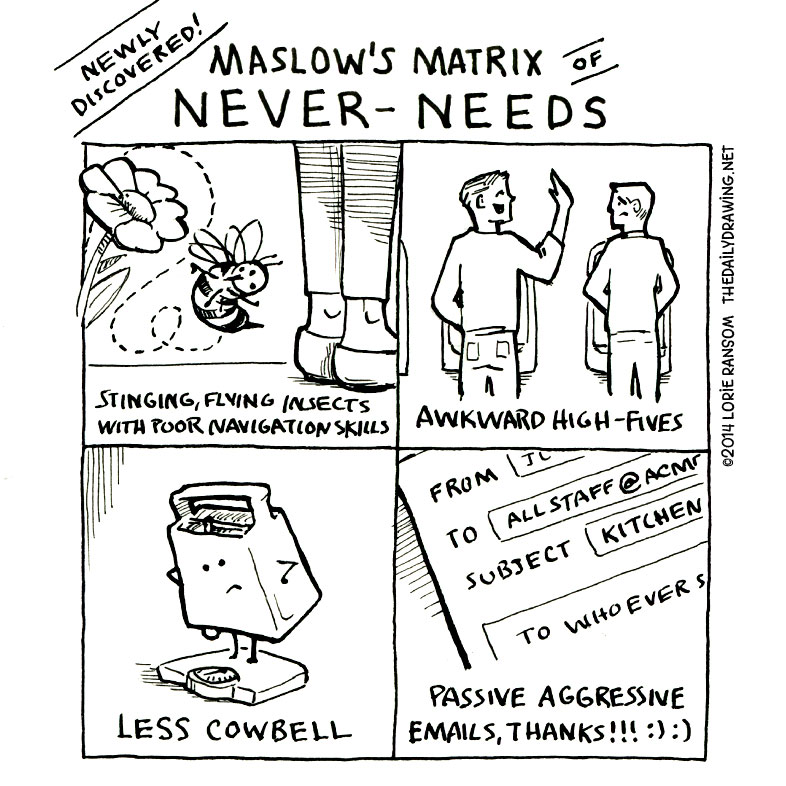 NEWLY
DISCOVERED!
MASLOW'S MATRIX OF
NEVER-NEEDS
STINGING, FLYING INSECTS
WITH POOR NAVIGATION SKILLS
AWKWARD HIGH-FIVES
LESS COWBELL
FROM
TO ALLSTAFF@ACM
SUBJECT KITCHEN
TO WHOEVER S
PASSIVE AGGRESSIVE
EMAILS, THANKS!!! :) :)
©2014 LORIE RANSOM THEDAILYDRAWING.NET